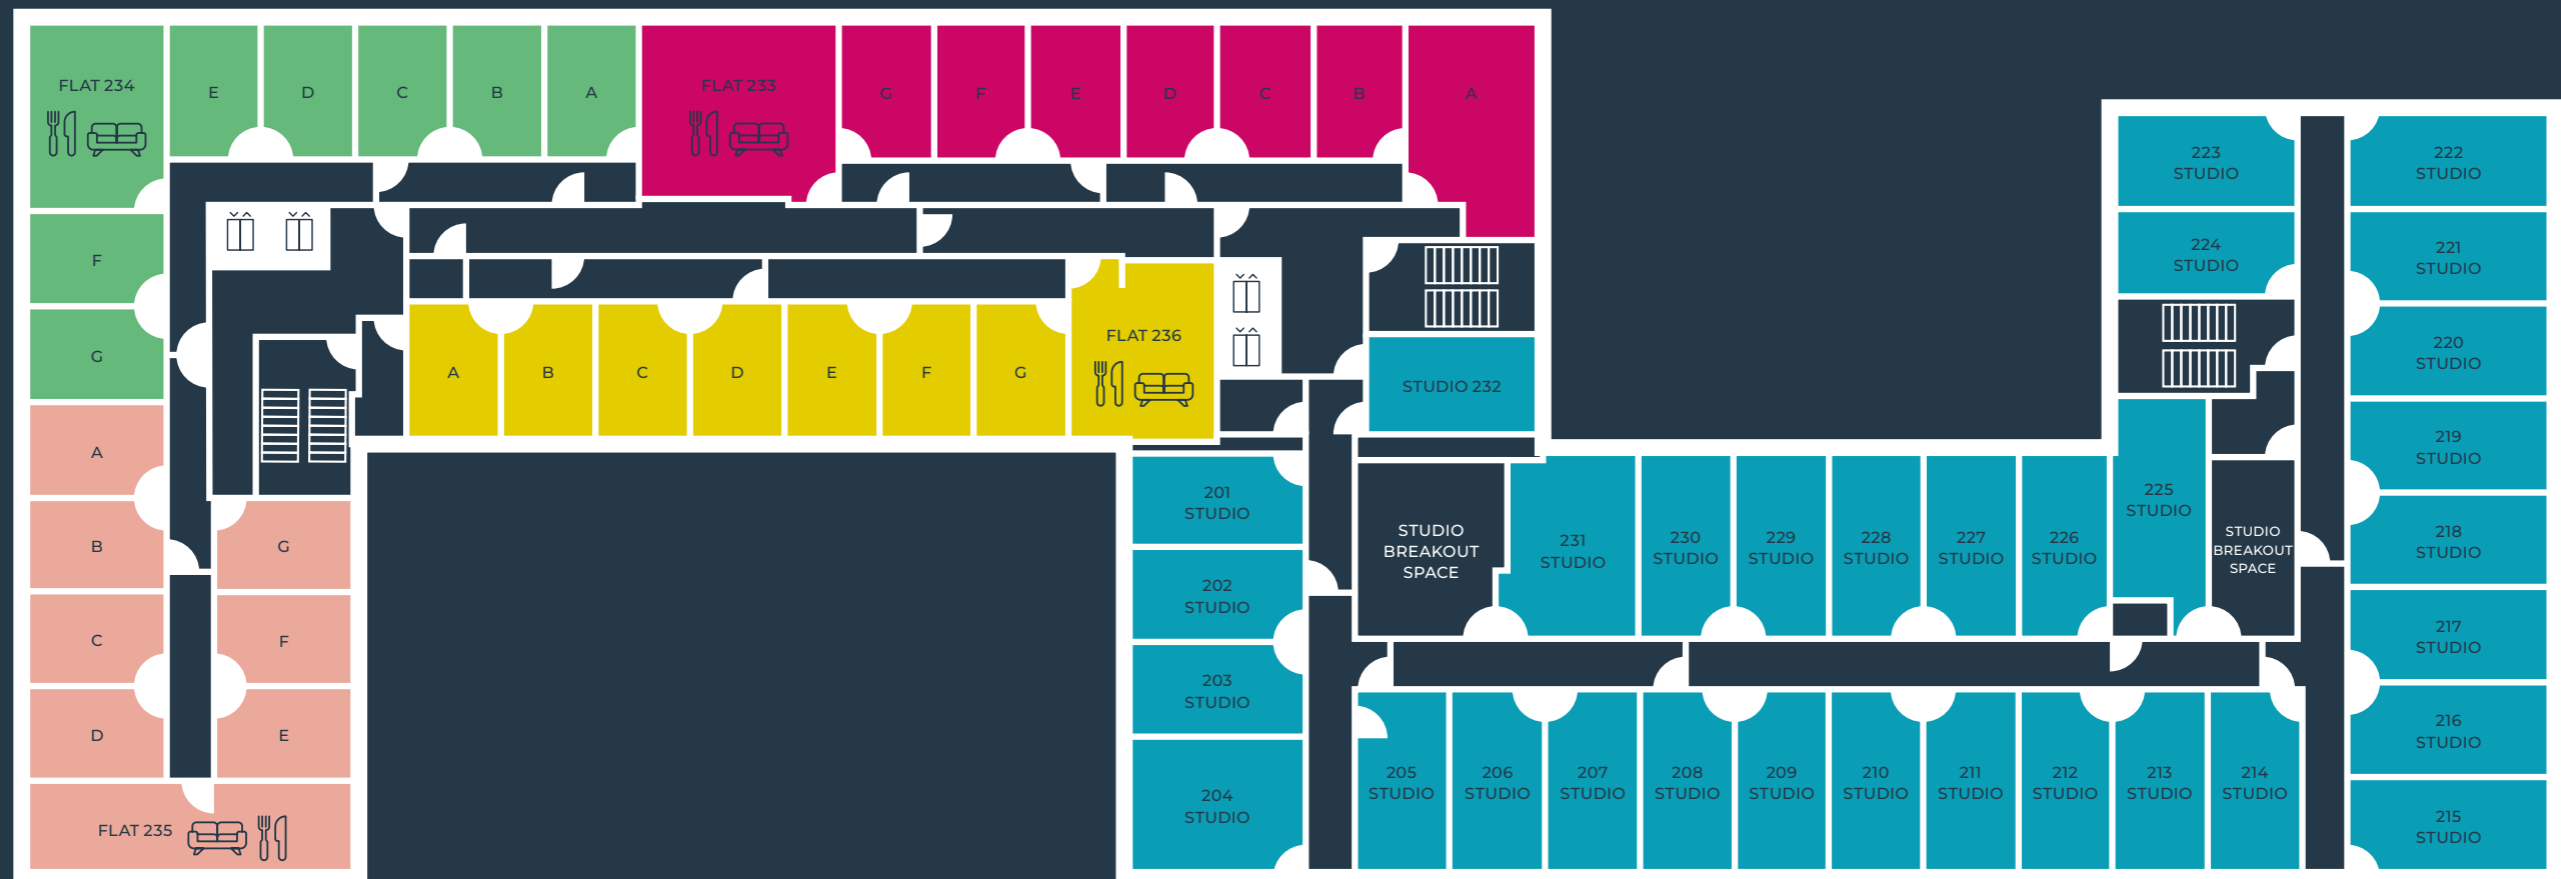 FLAT 234
E
D
C
B
A
F
G
FLAT 233
G
F
E
D
C
B
A
FLAT 236
A
B
C
D
E
F
G
A
B
C
D
G
F
E
FLAT 235
STUDIO 232
201
STUDIO
202
STUDIO
203
STUDIO
204
STUDIO
STUDIO
BREAKOUT
SPACE
231
STUDIO
230
STUDIO
229
STUDIO
228
STUDIO
227
STUDIO
226
STUDIO
225
STUDIO
STUDIO
BREAKOUT
SPACE
205
STUDIO
206
STUDIO
207
STUDIO
208
STUDIO
209
STUDIO
210
STUDIO
211
STUDIO
212
STUDIO
213
STUDIO
214
STUDIO
223
STUDIO
224
STUDIO
222
STUDIO
221
STUDIO
220
STUDIO
219
STUDIO
218
STUDIO
217
STUDIO
216
STUDIO
215
STUDIO